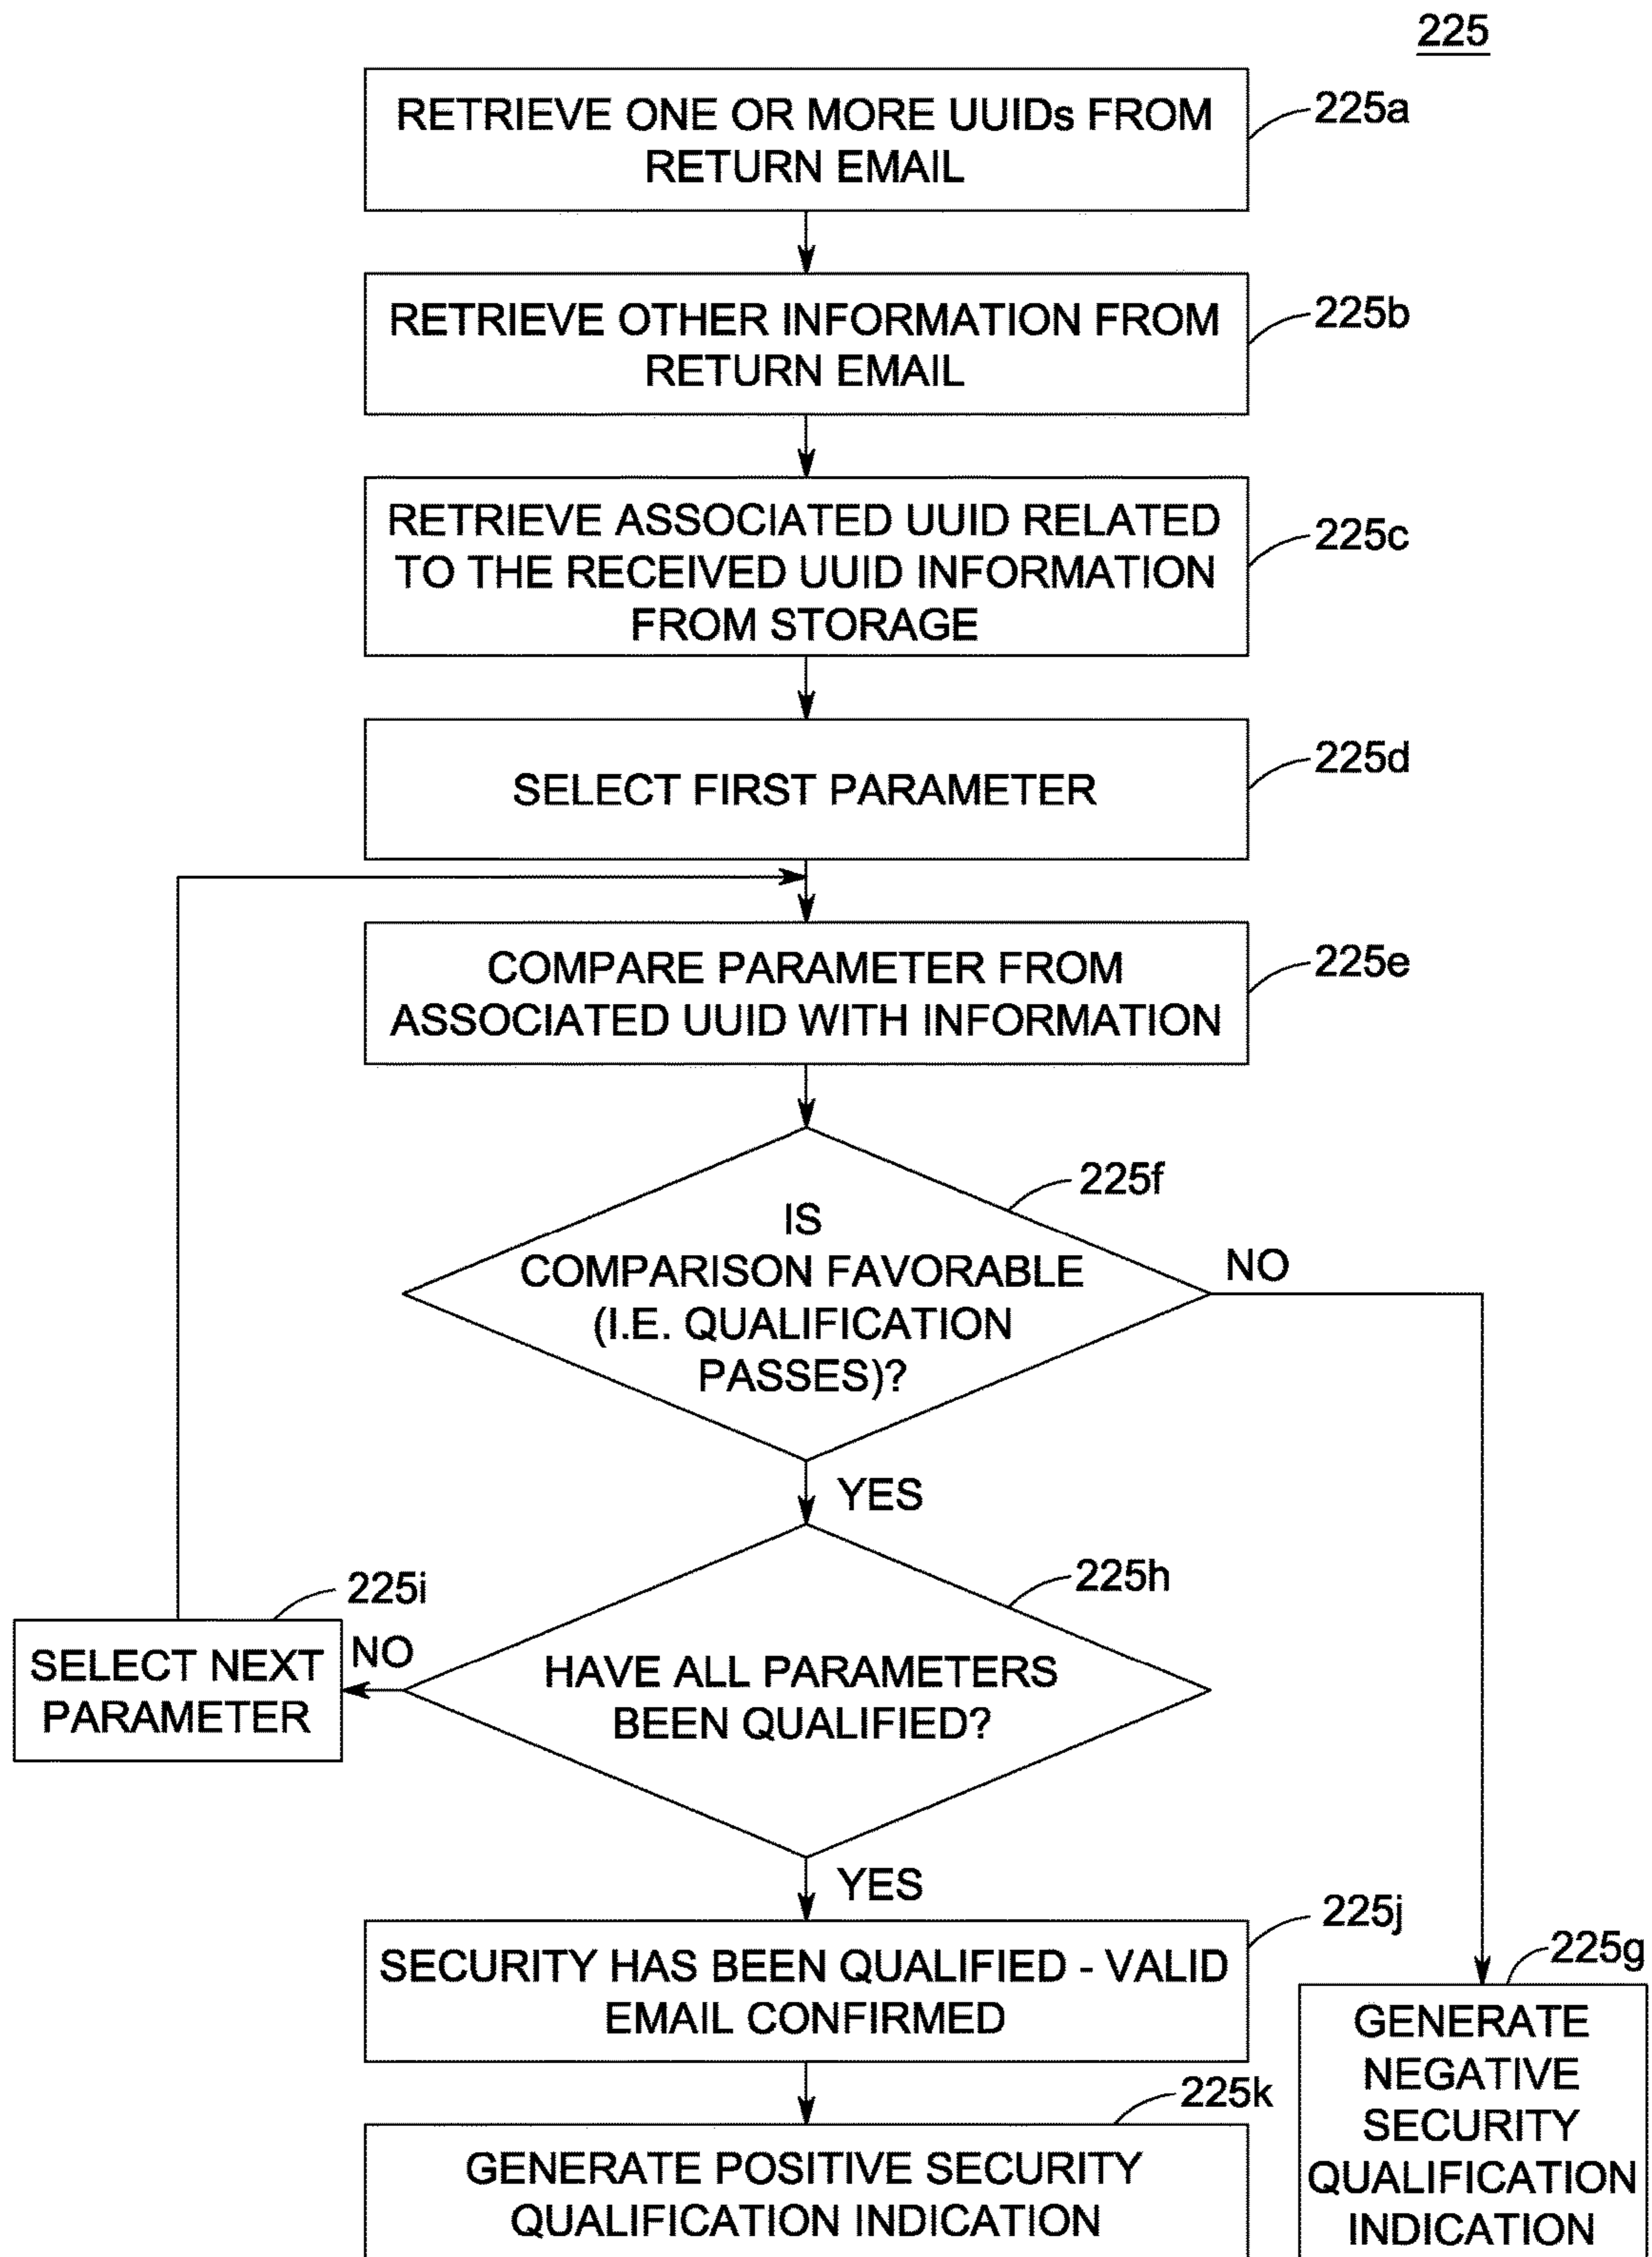 225
RETRIEVE ONE OR MORE UUIDs FROM
RETURN EMAIL
225a
RETRIEVE OTHER INFORMATION FROM
RETURN EMAIL
225b
RETRIEVE ASSOCIATED UUID RELATED
TO THE RECEIVED UUID INFORMATION
FROM STORAGE
225c
SELECT FIRST PARAMETER
225d
COMPARE PARAMETER FROM
ASSOCIATED UUID WITH INFORMATION
225e
IS
COMPARISON FAVORABLE
(I.E. QUALIFICATION
PASSES)?
225f
NO
YES
HAVE ALL PARAMETERS
BEEN QUALIFIED?
225h
NO
SELECT NEXT
PARAMETER
225i
YES
SECURITY HAS BEEN QUALIFIED - VALID
EMAIL CONFIRMED
225j
GENERATE POSITIVE SECURITY
QUALIFICATION INDICATION
225k
GENERATE
NEGATIVE
SECURITY
QUALIFICATION
INDICATION
225g